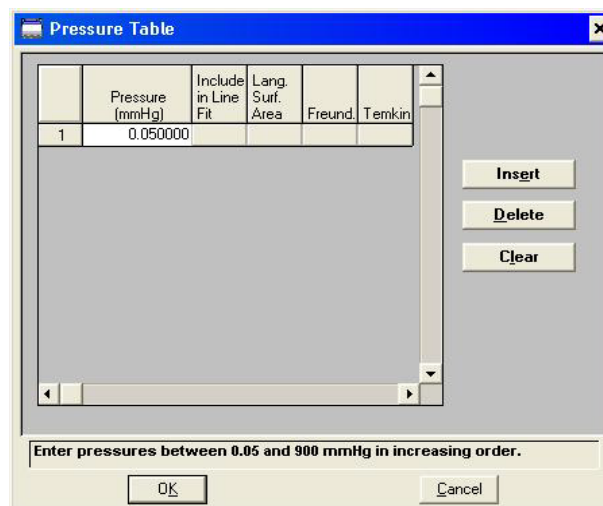 Pressure Table
Pressure (mmHg)
Include in Line Fit
Lang. Surf. Area
Freund.
Temkin
1
0.050000
Insert
Delete
Clear
Enter pressures between 0.05 and 900 mmHg in increasing order.
OK
Cancel